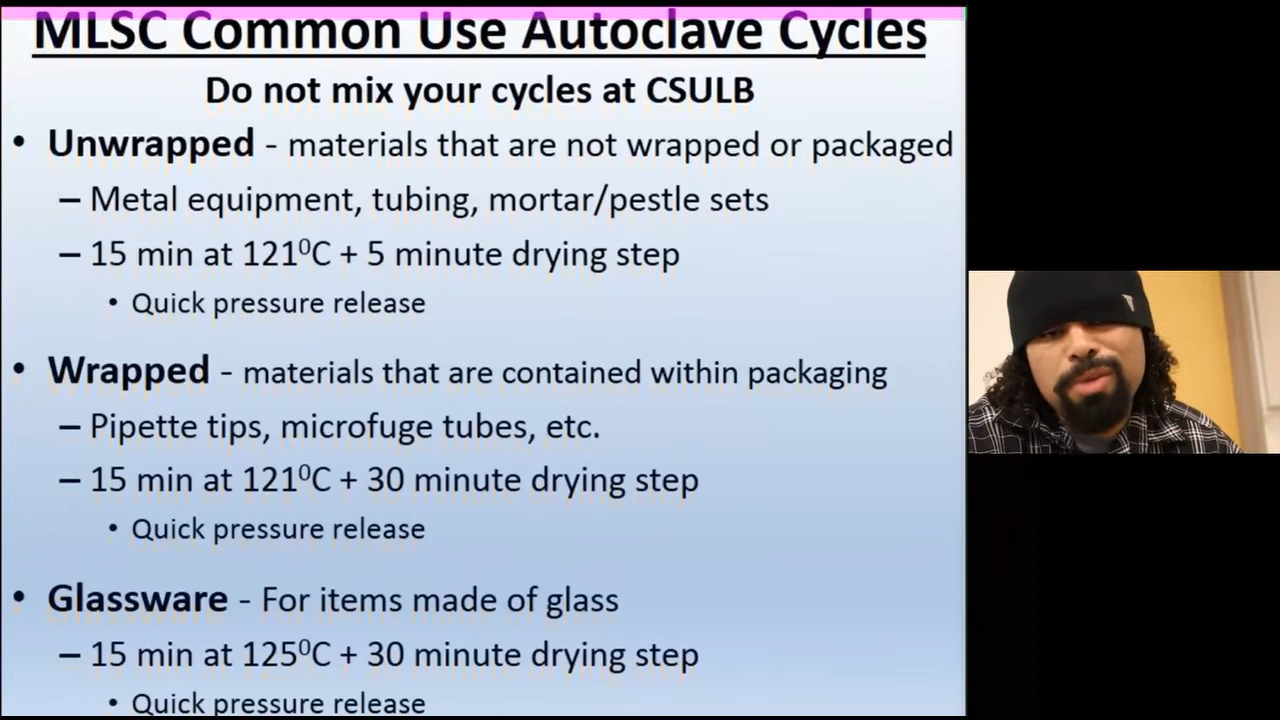 MLSC Common Use Autoclave Cycles
Do not mix your cycles at CSULB
• Unwrapped - materials that are not wrapped or packaged
– Metal equipment, tubing, mortar/pestle sets
– 15 min at 121⁰C + 5 minute drying step
• Quick pressure release
• Wrapped - materials that are contained within packaging
– Pipette tips, microfuge tubes, etc.
– 15 min at 121⁰C + 30 minute drying step
• Quick pressure release
• Glassware - For items made of glass
– 15 min at 125⁰C + 30 minute drying step
• Quick pressure release